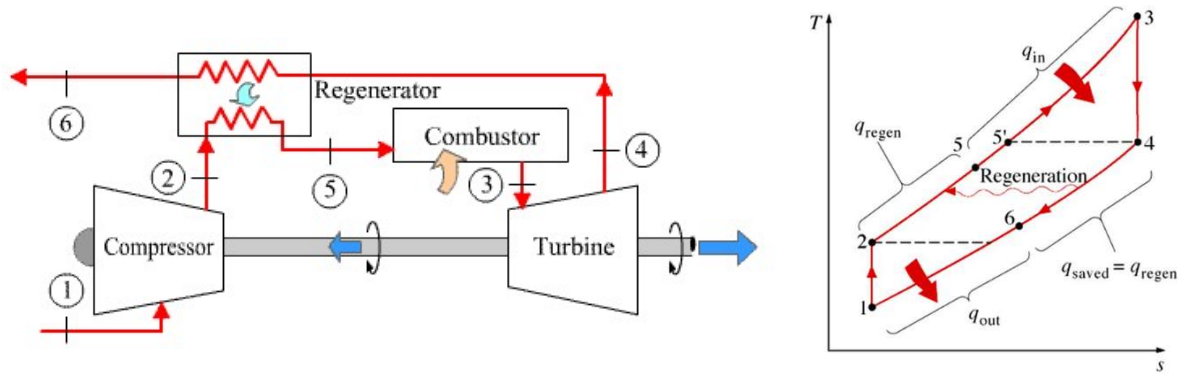 Regenerator
6
Combustor
2
5
3
4
Compressor
Turbine
1
T
3
q_in
q_regen
5
5'
4
Regeneration
6
2
q_saved = q_regen
1
q_out
s